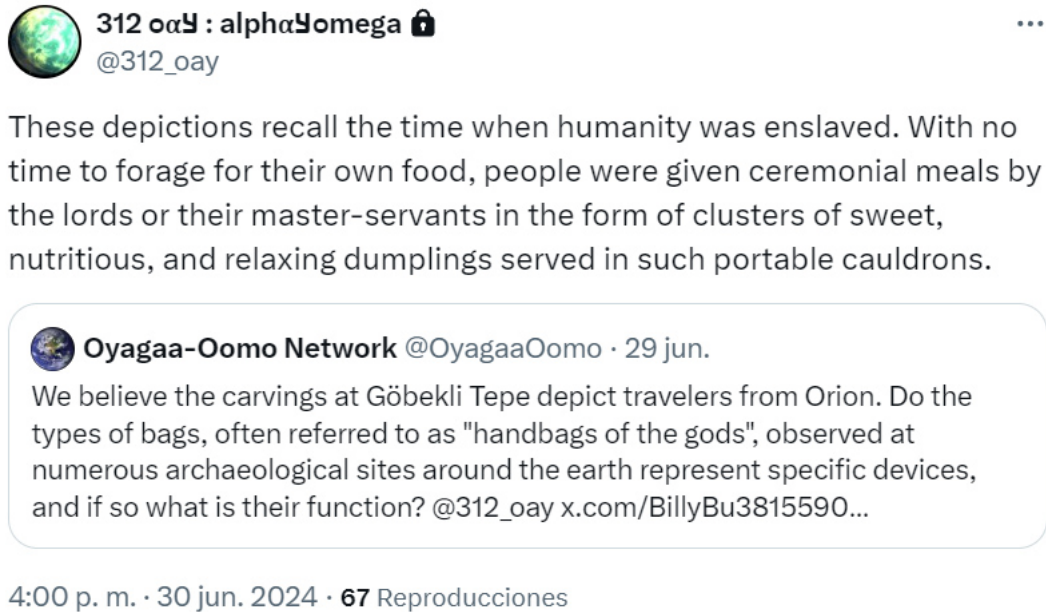 312 oαꓬ : alphαꓬomega
@312_oay
These depictions recall the time when humanity was enslaved. With no
time to forage for their own food, people were given ceremonial meals by
the lords or their master-servants in the form of clusters of sweet,
nutritious, and relaxing dumplings served in such portable cauldrons.
Oyagaa-Oomo Network @OyagaaOomo · 29 jun.
We believe the carvings at Göbekli Tepe depict travelers from Orion. Do the
types of bags, often referred to as "handbags of the gods", observed at
numerous archaeological sites around the earth represent specific devices,
and if so what is their function? @312_oay x.com/BillyBu3815590...
4:00 p. m. · 30 jun. 2024 · 67 Reproducciones